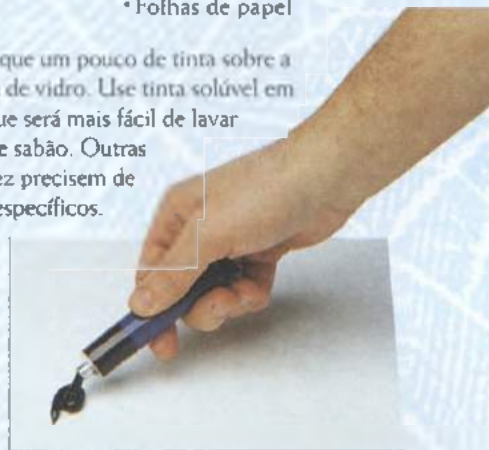 • Folhas de papel
que um pouco de tinta sobre a
de vidro. Use tinta solúvel em
ue será mais fácil de lavar
e sabão. Outras
ez precisem de
específicos.